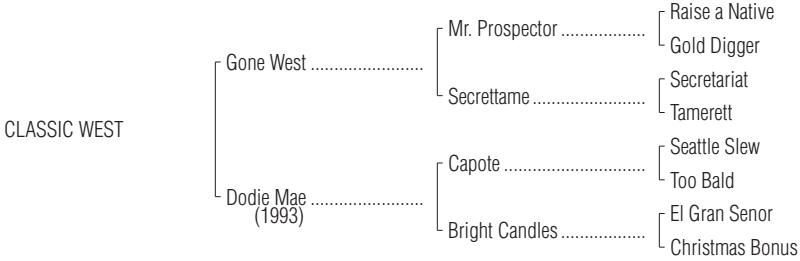 Raise a Native
Mr. Prospector ...................
Gold Digger
Gone West ........................
Secretariat
Secrettame ........................
Tamerett
CLASSIC WEST
Seattle Slew
Capote ..............................
Too Bald
Dodie Mae ........................
(1993)
El Gran Senor
Bright Candles ..................
Christmas Bonus